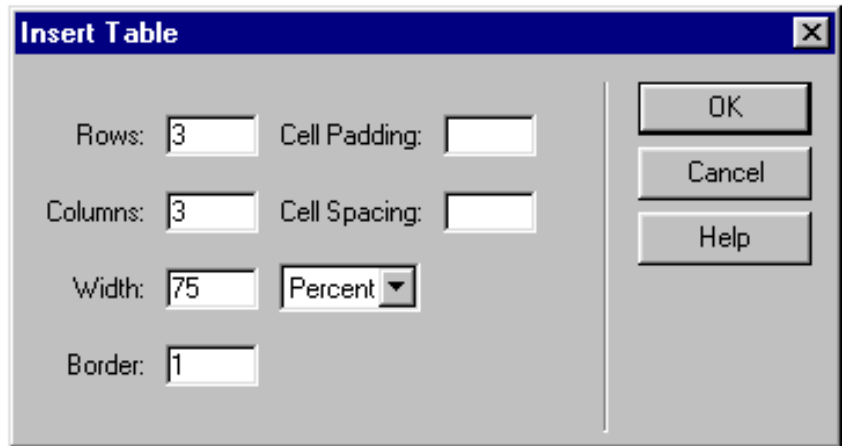 Insert Table
Rows: 3 Cell Padding: OK
Columns: 3 Cell Spacing: Cancel
Width: 75 Percent Help
Border: 1